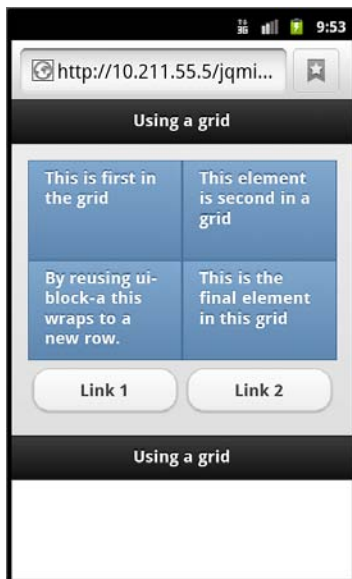 3G 9:53
http://10.211.55.5/jqmi...
Using a grid
This is first in
the grid
This element
is second in a
grid
By reusing ui-
block-a this
wraps to a
new row.
This is the
final element
in this grid
Link 1
Link 2
Using a grid